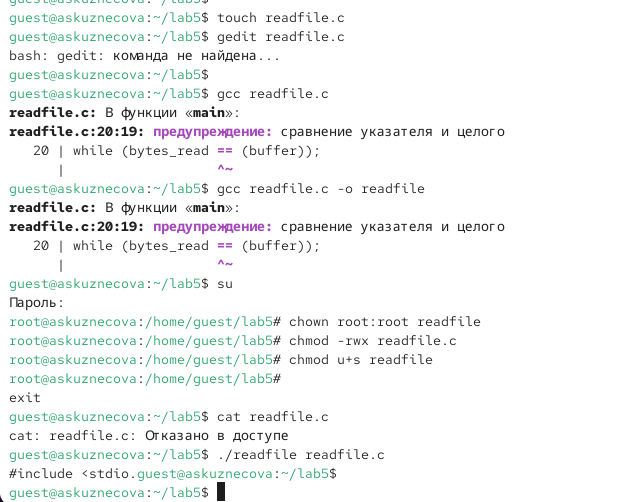 guest@askuznecova:~/lab5$
guest@askuznecova:~/lab5$ touch readfile.c
guest@askuznecova:~/lab5$ gedit readfile.c
bash: gedit: команда не найдена...
guest@askuznecova:~/lab5$
guest@askuznecova:~/lab5$ gcc readfile.c
readfile.c: В функции «main»:
readfile.c:20:19: предупреждение: сравнение указателя и целого
   20 | while (bytes_read == (buffer));
      |                   ^~
guest@askuznecova:~/lab5$ gcc readfile.c -o readfile
readfile.c: В функции «main»:
readfile.c:20:19: предупреждение: сравнение указателя и целого
   20 | while (bytes_read == (buffer));
      |                   ^~
guest@askuznecova:~/lab5$ su
Пароль:
root@askuznecova:/home/guest/lab5# chown root:root readfile
root@askuznecova:/home/guest/lab5# chmod -rwx readfile.c
root@askuznecova:/home/guest/lab5# chmod u+s readfile
root@askuznecova:/home/guest/lab5#
exit
guest@askuznecova:~/lab5$ cat readfile.c
cat: readfile.c: Отказано в доступе
guest@askuznecova:~/lab5$ ./readfile readfile.c
#include <stdio.guest@askuznecova:~/lab5$
guest@askuznecova:~/lab5$